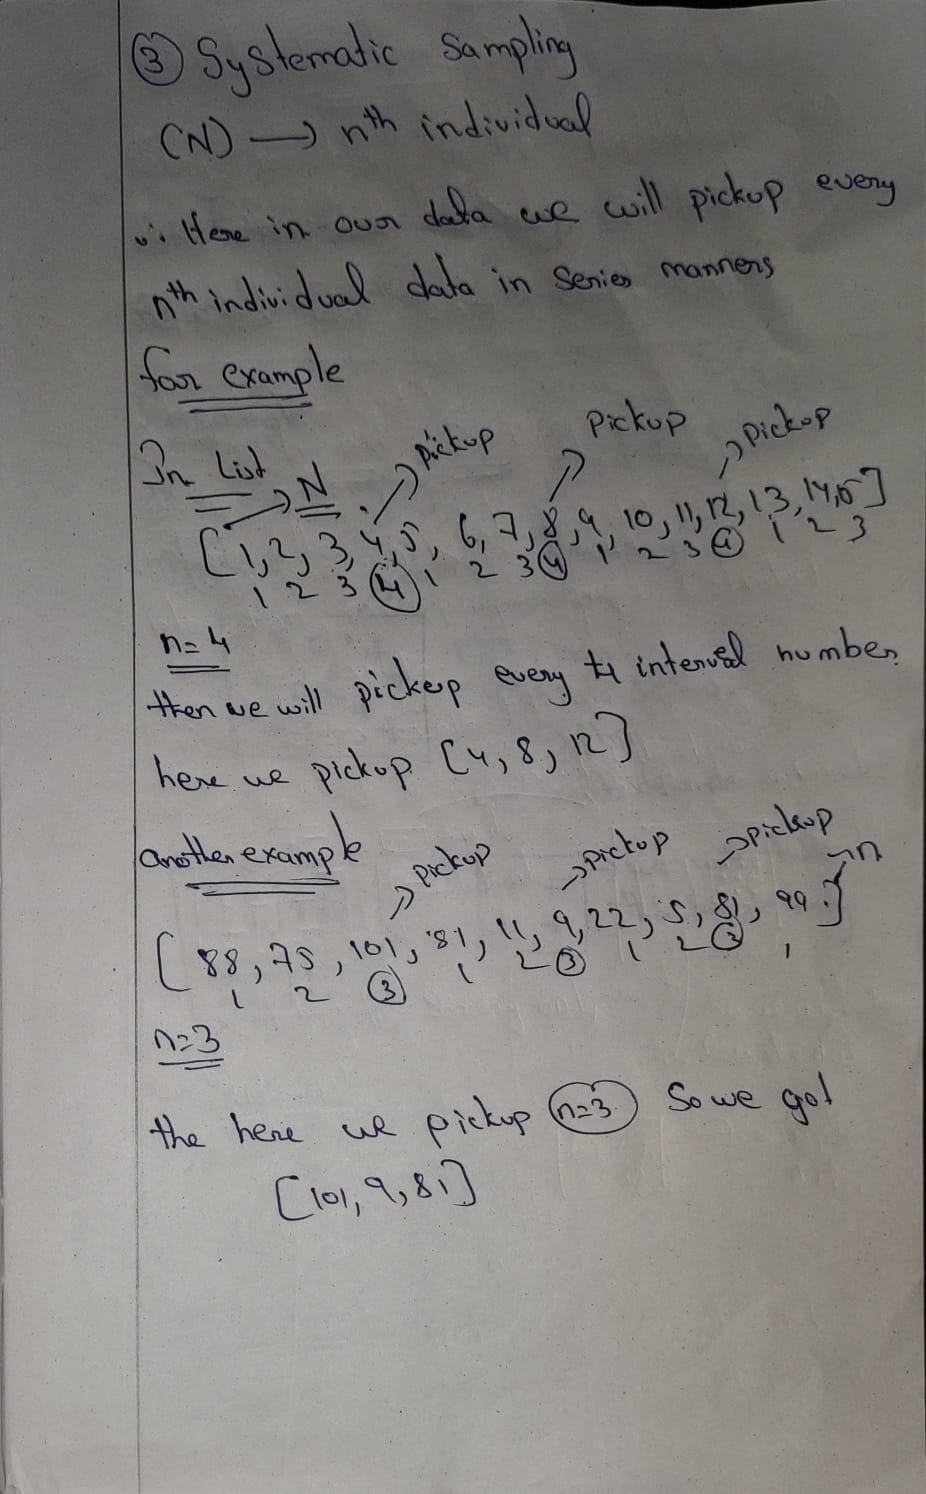 ③ Systematic Sampling
(N) → nth individual
∴ Here in our data we will pickup every
nth individual data in Series manners
for example
In List N pickup pickup pickup
[1, 2, 3, 4, 5, 6, 7, 8, 9, 10, 11, 12, 13, 14, 15]
1 2 3 ④ 1 2 3 ④ 1 2 3 ④ 1 2 3
n=4
then we will pickup every 4 interval number
here we pickup [4, 8, 12]
another example pickup pickup pickup
[88, 75, 101, 81, 11, 9, 22, 5, 81, 99] n
1 2 ③ 1 2 ③ 1 2 ③ 1
n=3
the here we pickup n=3 So we got
[101, 9, 81]